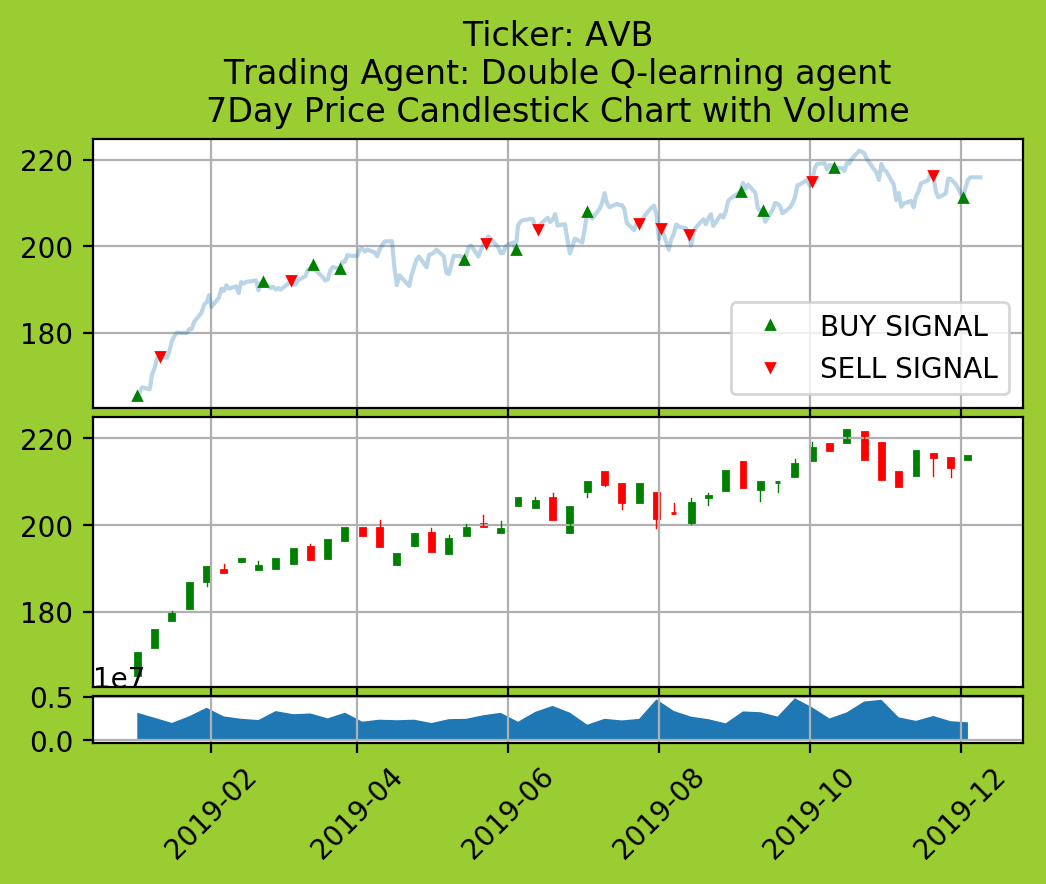 Ticker: AVB
Trading Agent: Double Q-learning agent
7Day Price Candlestick Chart with Volume
220
200
180
BUY SIGNAL
SELL SIGNAL
220
200
180
1e7
0.5
0.0
2019-02
2019-04
2019-06
2019-08
2019-10
2019-12